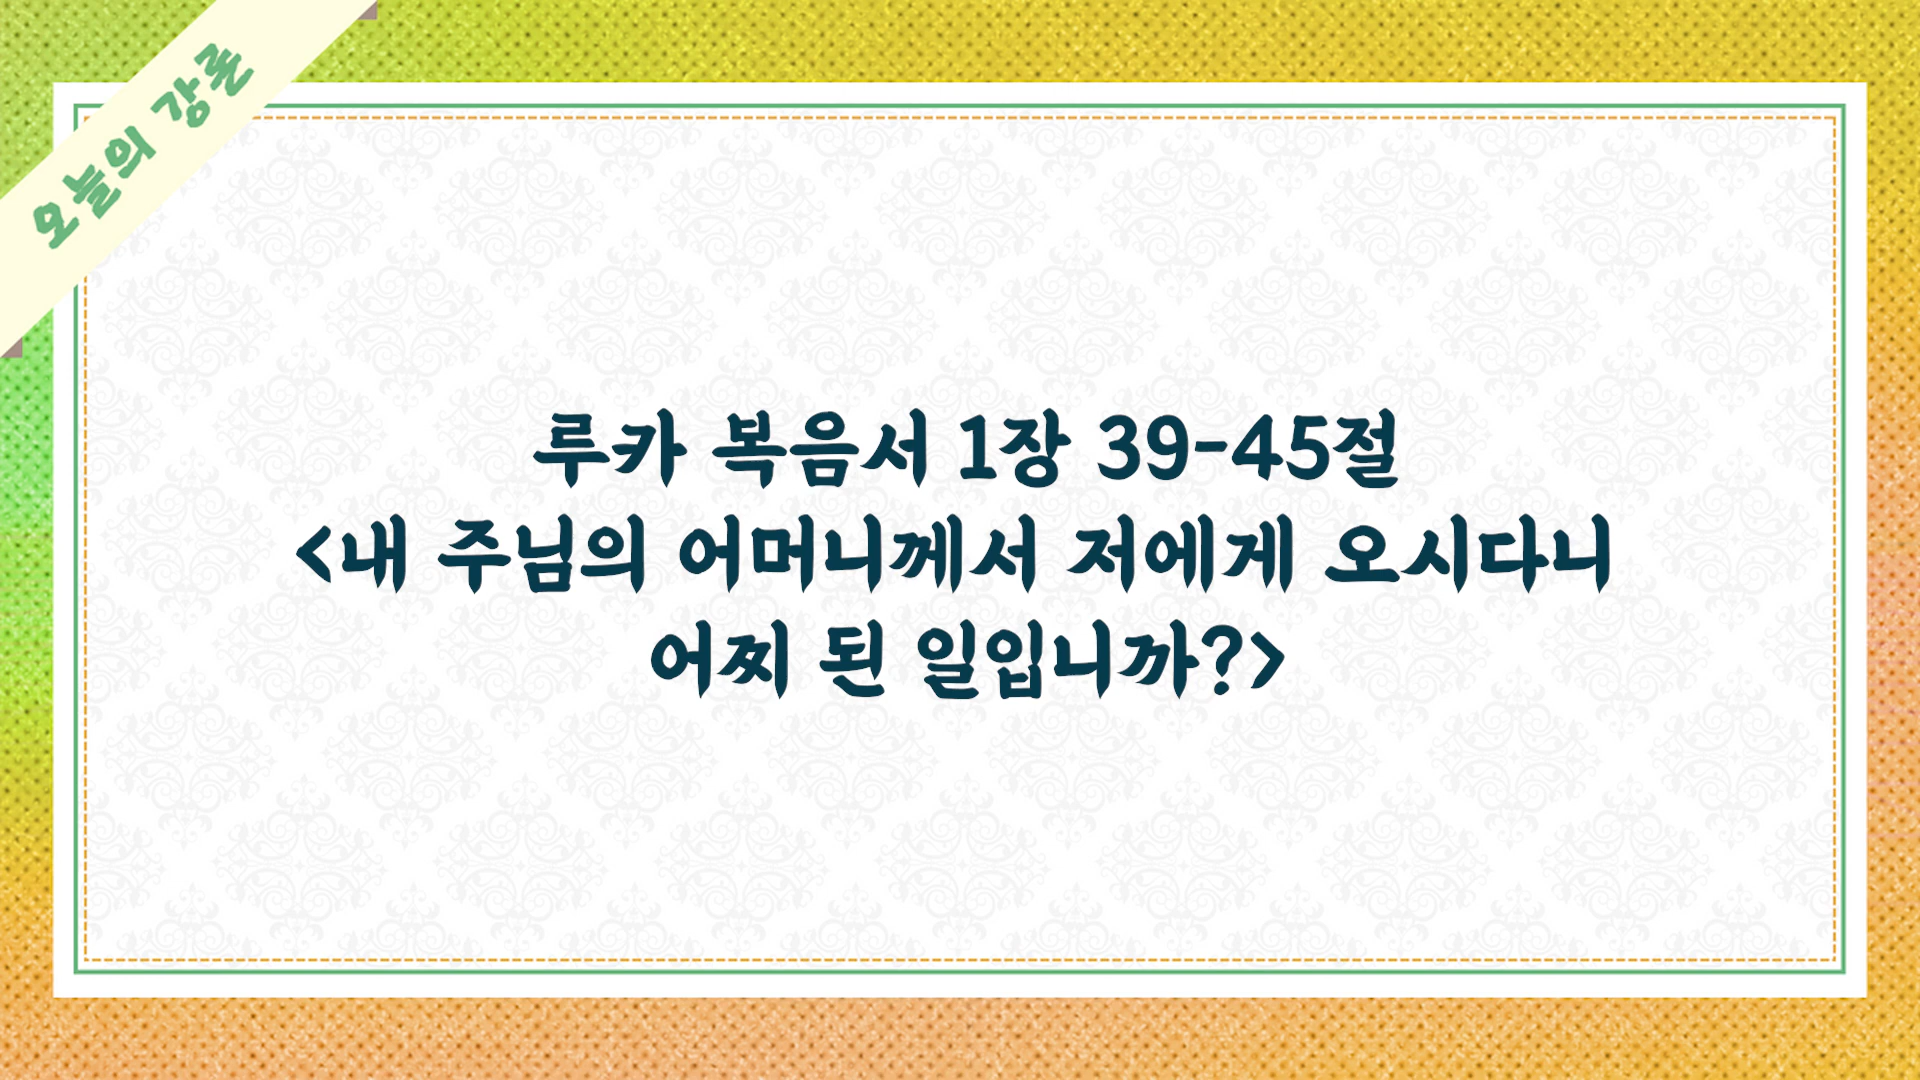 오늘의 강론
루카 복음서 1장 39-45절
<내 주님의 어머니께서 저에게 오시다니
어찌 된 일입니까?>